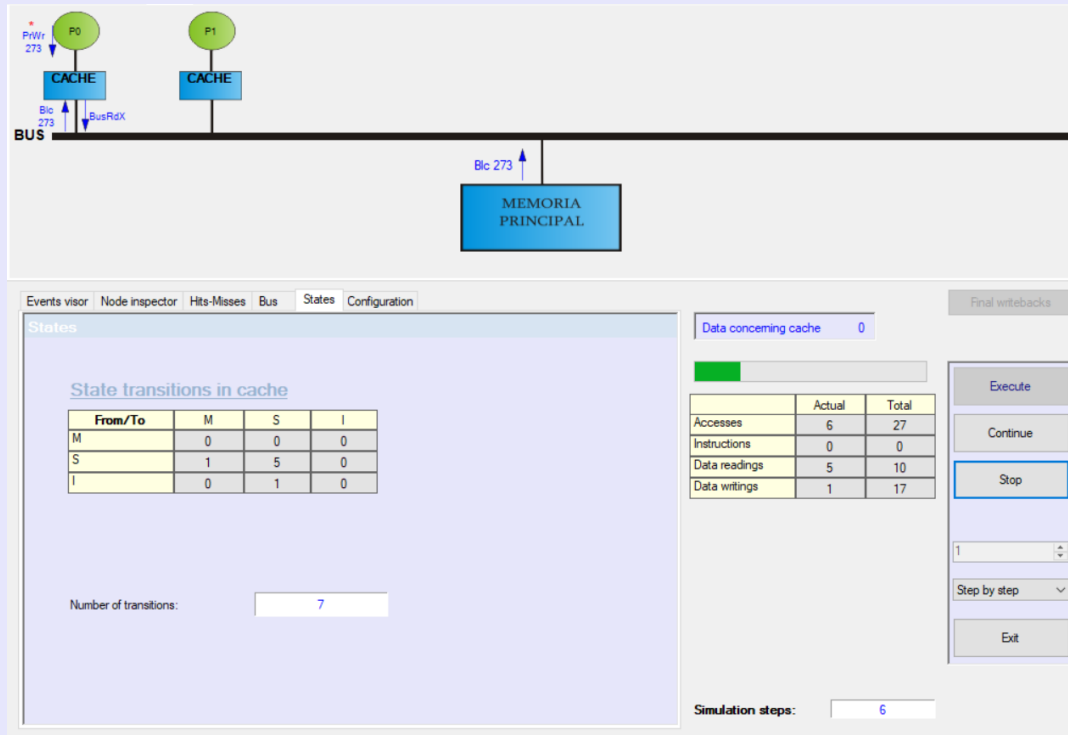 *
PrWr
273
P0
P1
CACHE
CACHE
Blc
273
BusRdX
BUS
Blc 273
MEMORIA
PRINCIPAL
Events visor Node inspector Hits-Misses Bus States Configuration
Final writebacks
States
Data concerning cache 0
State transitions in cache
From/To M S I
M 0 0 0
S 1 5 0
I 0 1 0
Number of transitions: 7
Actual Total
Accesses 6 27
Instructions 0 0
Data readings 5 10
Data writings 1 17
Execute
Continue
Stop
1
Step by step
Exit
Simulation steps: 6